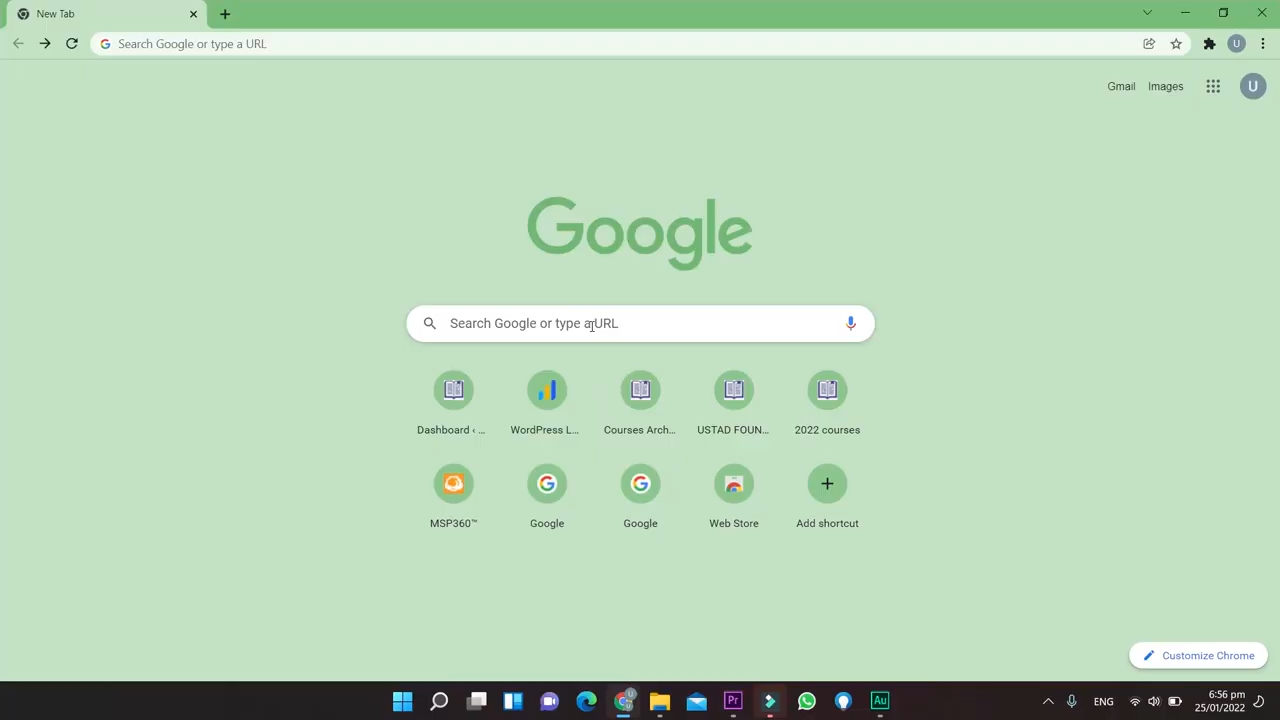 New Tab
Search Google or type a URL
U
Gmail Images
U
Google
Search Google or type a URL
Dashboard ‹ ...
WordPress L...
Courses Arch...
USTAD FOUN...
2022 courses
MSP360™
Google
Google
Web Store
Add shortcut
Customize Chrome
Pr
Au
ENG
6:56 pm
25/01/2022